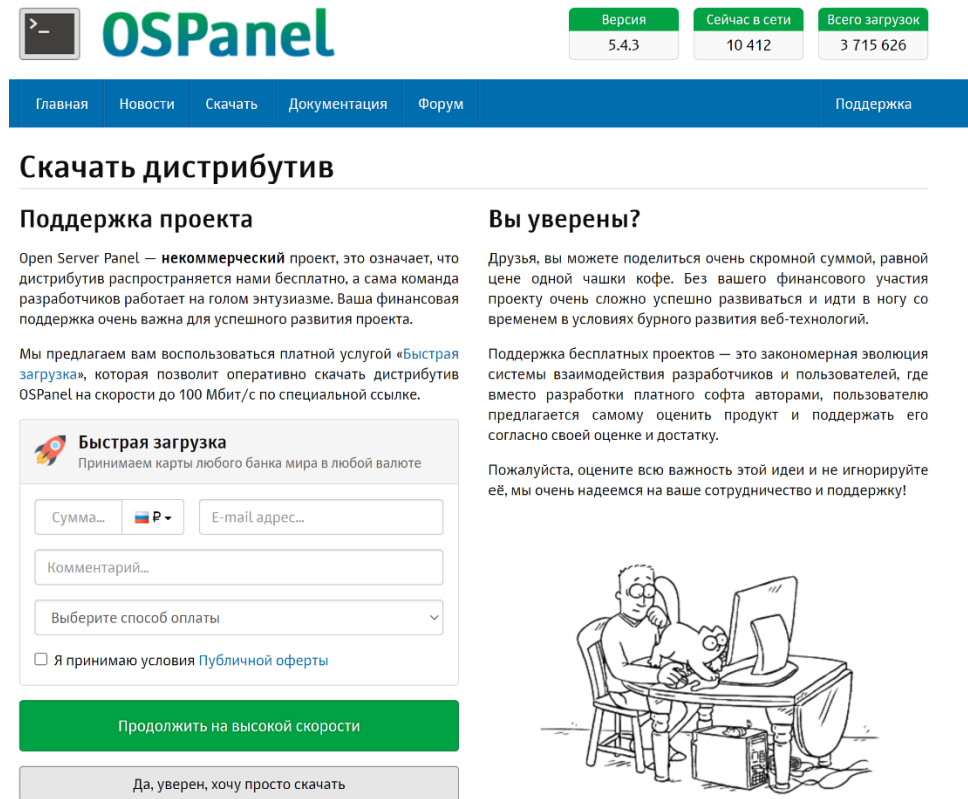 >_
OSPanel
Версия
5.4.3
Сейчас в сети
10 412
Всего загрузок
3 715 626
Главная
Новости
Скачать
Документация
Форум
Поддержка
Скачать дистрибутив
Поддержка проекта
Open Server Panel — некоммерческий проект, это означает, что
дистрибутив распространяется нами бесплатно, а сама команда
разработчиков работает на голом энтузиазме. Ваша финансовая
поддержка очень важна для успешного развития проекта.
Мы предлагаем вам воспользоваться платной услугой «Быстрая
загрузка», которая позволит оперативно скачать дистрибутив
OSPanel на скорости до 100 Мбит/с по специальной ссылке.
Быстрая загрузка
Принимаем карты любого банка мира в любой валюте
Сумма...
₽
E-mail адрес...
Комментарий...
Выберите способ оплаты
Я принимаю условия Публичной оферты
Продолжить на высокой скорости
Да, уверен, хочу просто скачать
Вы уверены?
Друзья, вы можете поделиться очень скромной суммой, равной
цене одной чашки кофе. Без вашего финансового участия
проекту очень сложно успешно развиваться и идти в ногу со
временем в условиях бурного развития веб-технологий.
Поддержка бесплатных проектов — это закономерная эволюция
системы взаимодействия разработчиков и пользователей, где
вместо разработки платного софта авторами, пользователю
предлагается самому оценить продукт и поддержать его
согласно своей оценке и достатку.
Пожалуйста, оцените всю важность этой идеи и не игнорируйте
её, мы очень надеемся на ваше сотрудничество и поддержку!